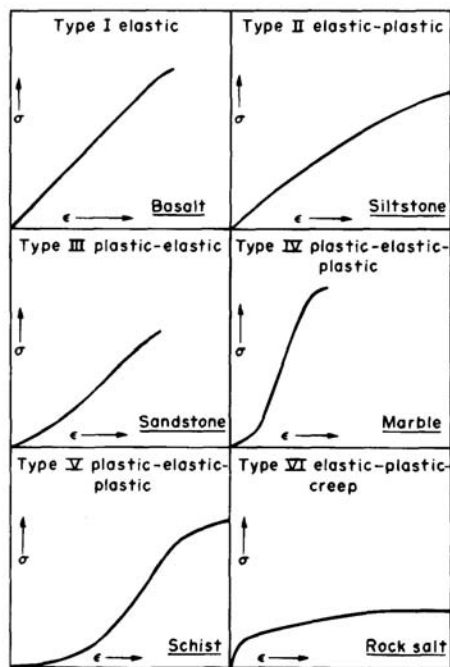 Type I elastic
σ
ϵ
Basalt
Type II elastic-plastic
σ
ϵ
Siltstone
Type III plastic-elastic
σ
ϵ
Sandstone
Type IV plastic-elastic-
plastic
σ
ϵ
Marble
Type V plastic-elastic-
plastic
σ
ϵ
Schist
Type VI elastic-plastic-
creep
σ
ϵ
Rock salt